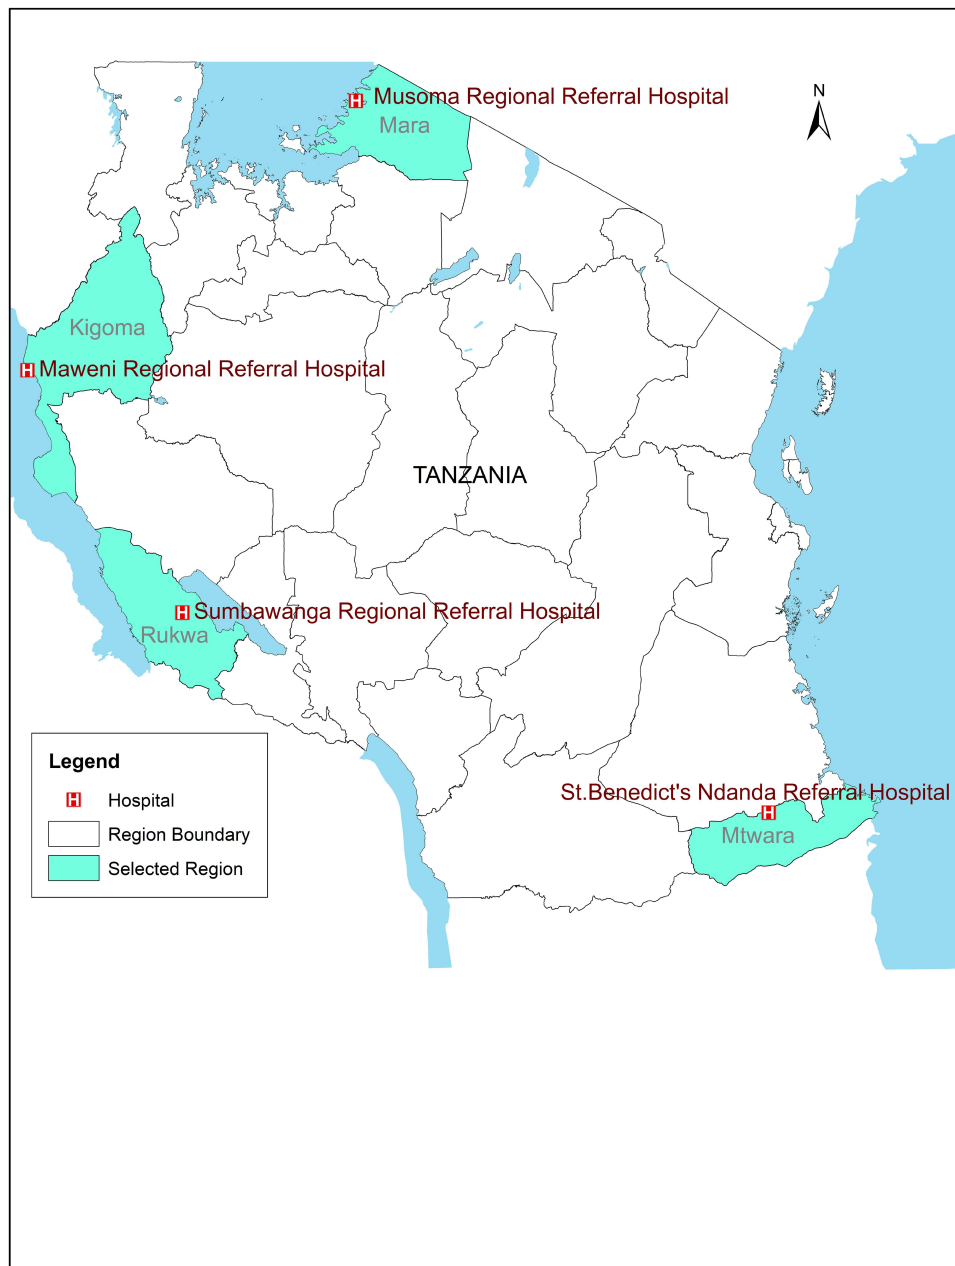 N
Musoma Regional Referral Hospital
Mara
Kigoma
Maweni Regional Referral Hospital
TANZANIA
Sumbawanga Regional Referral Hospital
Rukwa
Legend
H Hospital
Region Boundary
Selected Region
St.Benedict's Ndanda Referral Hospital
Mtwara